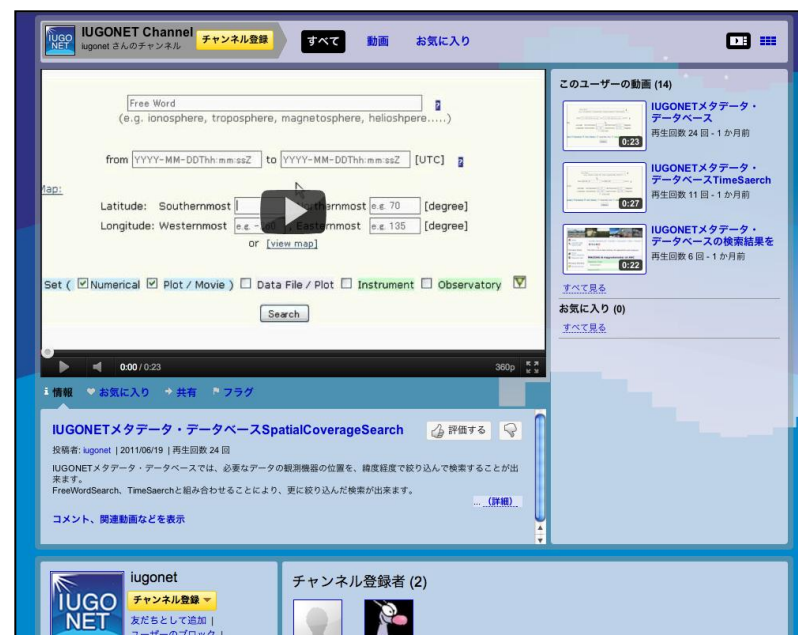 IUGO
NET
IUGONET Channel
iugonet さんのチャンネル
チャンネル登録
すべて
動画
お気に入り
Free Word
(e.g. ionosphere, troposphere, magnetosphere, helioshpere.....)
from YYYY-MM-DDThh:mm:ssZ to YYYY-MM-DDThh:mm:ssZ [UTC]
Map:
Latitude: Southernmost Northernmost e.g. 70 [degree]
Longitude: Westernmost Easternmost e.g. 135 [degree]
or [view map]
Set ( Numerical Plot / Movie ) Data File / Plot Instrument Observatory
Search
0:00 / 0:23
360p
情報
お気に入り
共有
フラグ
IUGONETメタデータ・データベースSpatialCoverageSearch
評価する
投稿者: iugonet | 2011/06/19 | 再生回数 24 回
IUGONETメタデータ・データベースでは、必要なデータの観測機器の位置を、緯度経度で絞り込んで検索することが出
来ます。
FreeWordSearch、TimeSaerchと組み合わせることにより、更に絞り込んだ検索が出来ます。
... (詳細)
コメント、関連動画などを表示
このユーザーの動画 (14)
0:23
IUGONETメタデータ・
データベース
再生回数 24 回 - 1 か月前
0:27
IUGONETメタデータ・
データベースTimeSaerch
再生回数 11 回 - 1 か月前
0:22
IUGONETメタデータ・
データベースの検索結果を
再生回数 6 回 - 1 か月前
すべて見る
お気に入り (0)
すべて見る
IUGO
NET
iugonet
チャンネル登録
友だちとして追加 |
ユーザーのブロック |
チャンネル登録者 (2)